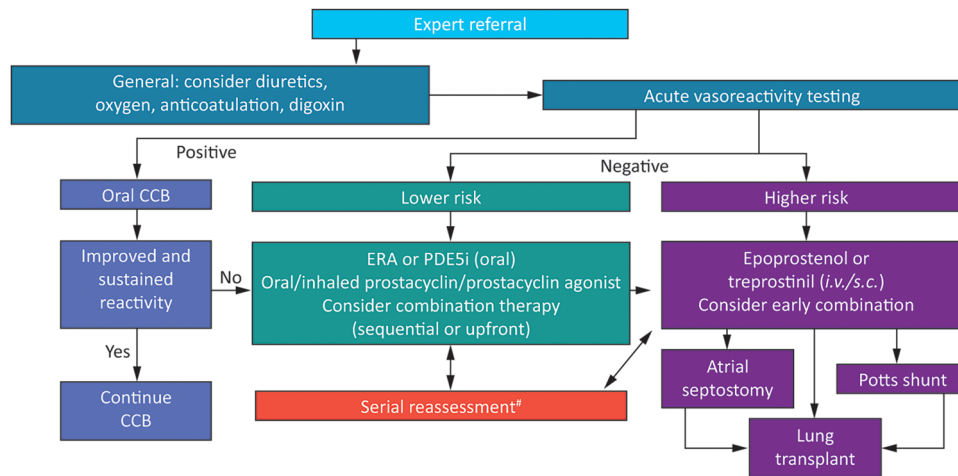 Expert referral
General: consider diuretics,
oxygen, anticoatulation, digoxin
Acute vasoreactivity testing
Positive
Negative
Oral CCB
Lower risk
Higher risk
Improved and
sustained
reactivity
No
ERA or PDE5i (oral)
Oral/inhaled prostacyclin/prostacyclin agonist
Consider combination therapy
(sequential or upfront)
Epoprostenol or
treprostinil (i.v./s.c.)
Consider early combination
Yes
Continue
CCB
Serial reassessment#
Atrial
septostomy
Potts shunt
Lung
transplant